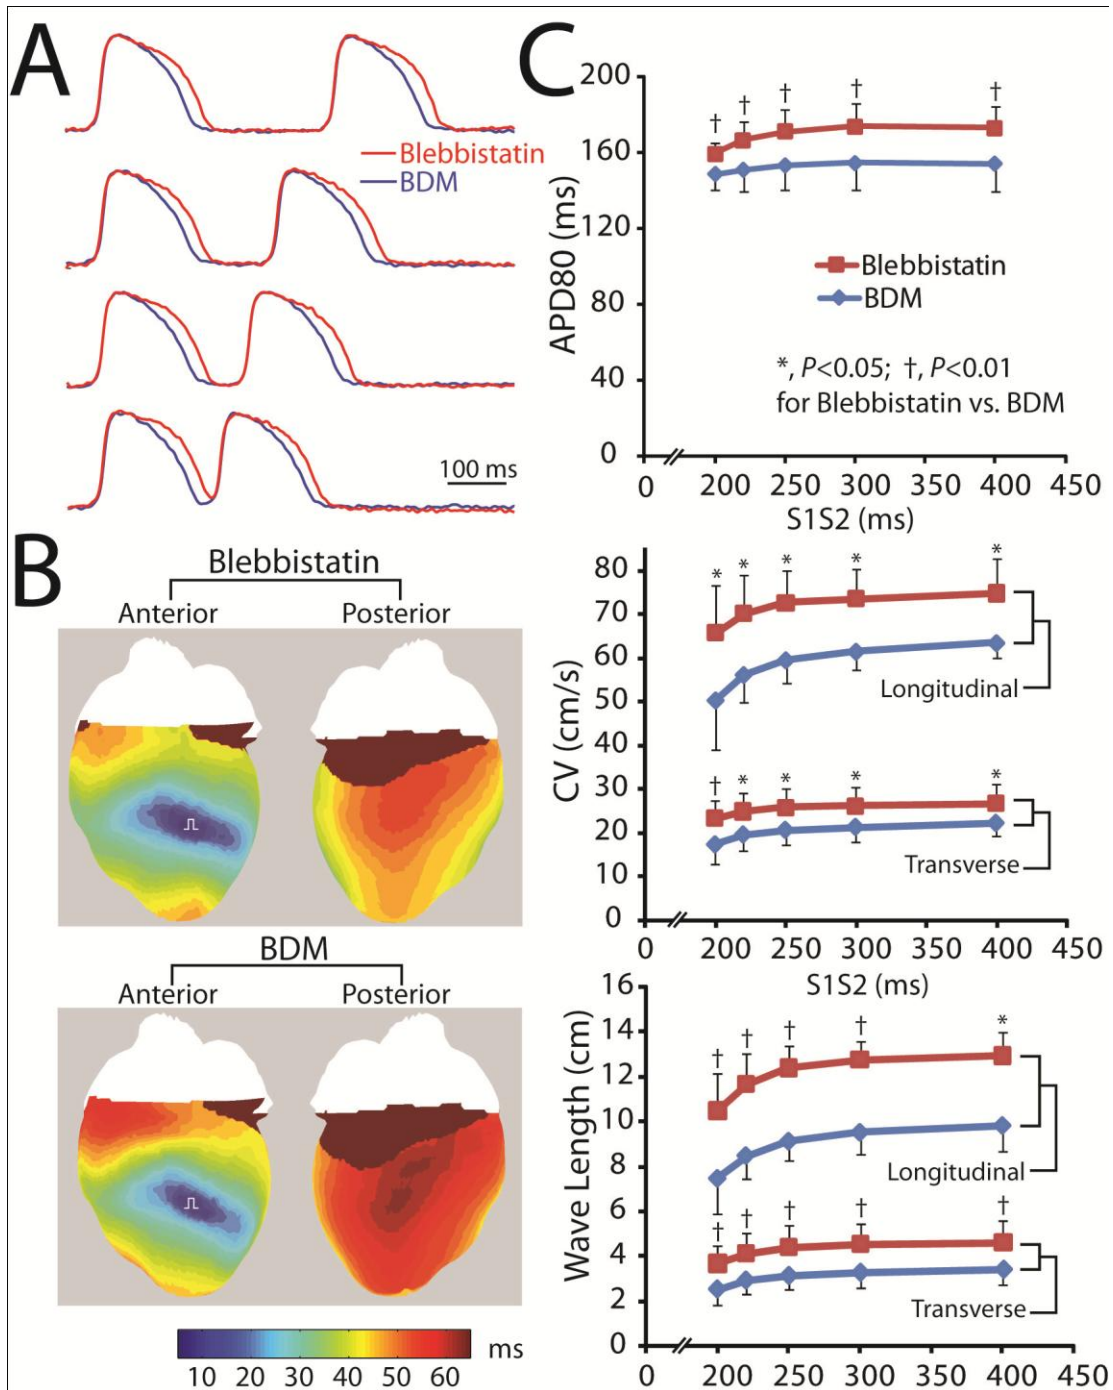 A
Blebbistatin
BDM
100 ms
B
Blebbistatin
Anterior
Posterior
BDM
Anterior
Posterior
10 20 30 40 50 60
ms
C
200
160
120
80
40
0
APD80 (ms)
† † † † †
Blebbistatin
BDM
*, P<0.05; †, P<0.01
for Blebbistatin vs. BDM
0 200 250 300 350 400 450
S1S2 (ms)
80
70
60
50
40
30
20
10
0
CV (cm/s)
* * * * *
Longitudinal
† * * * *
Transverse
0 200 250 300 350 400 450
S1S2 (ms)
16
14
12
10
8
6
4
2
0
Wave Length (cm)
† † † † *
Longitudinal
† † † † †
Transverse
0 200 250 300 350 400 450